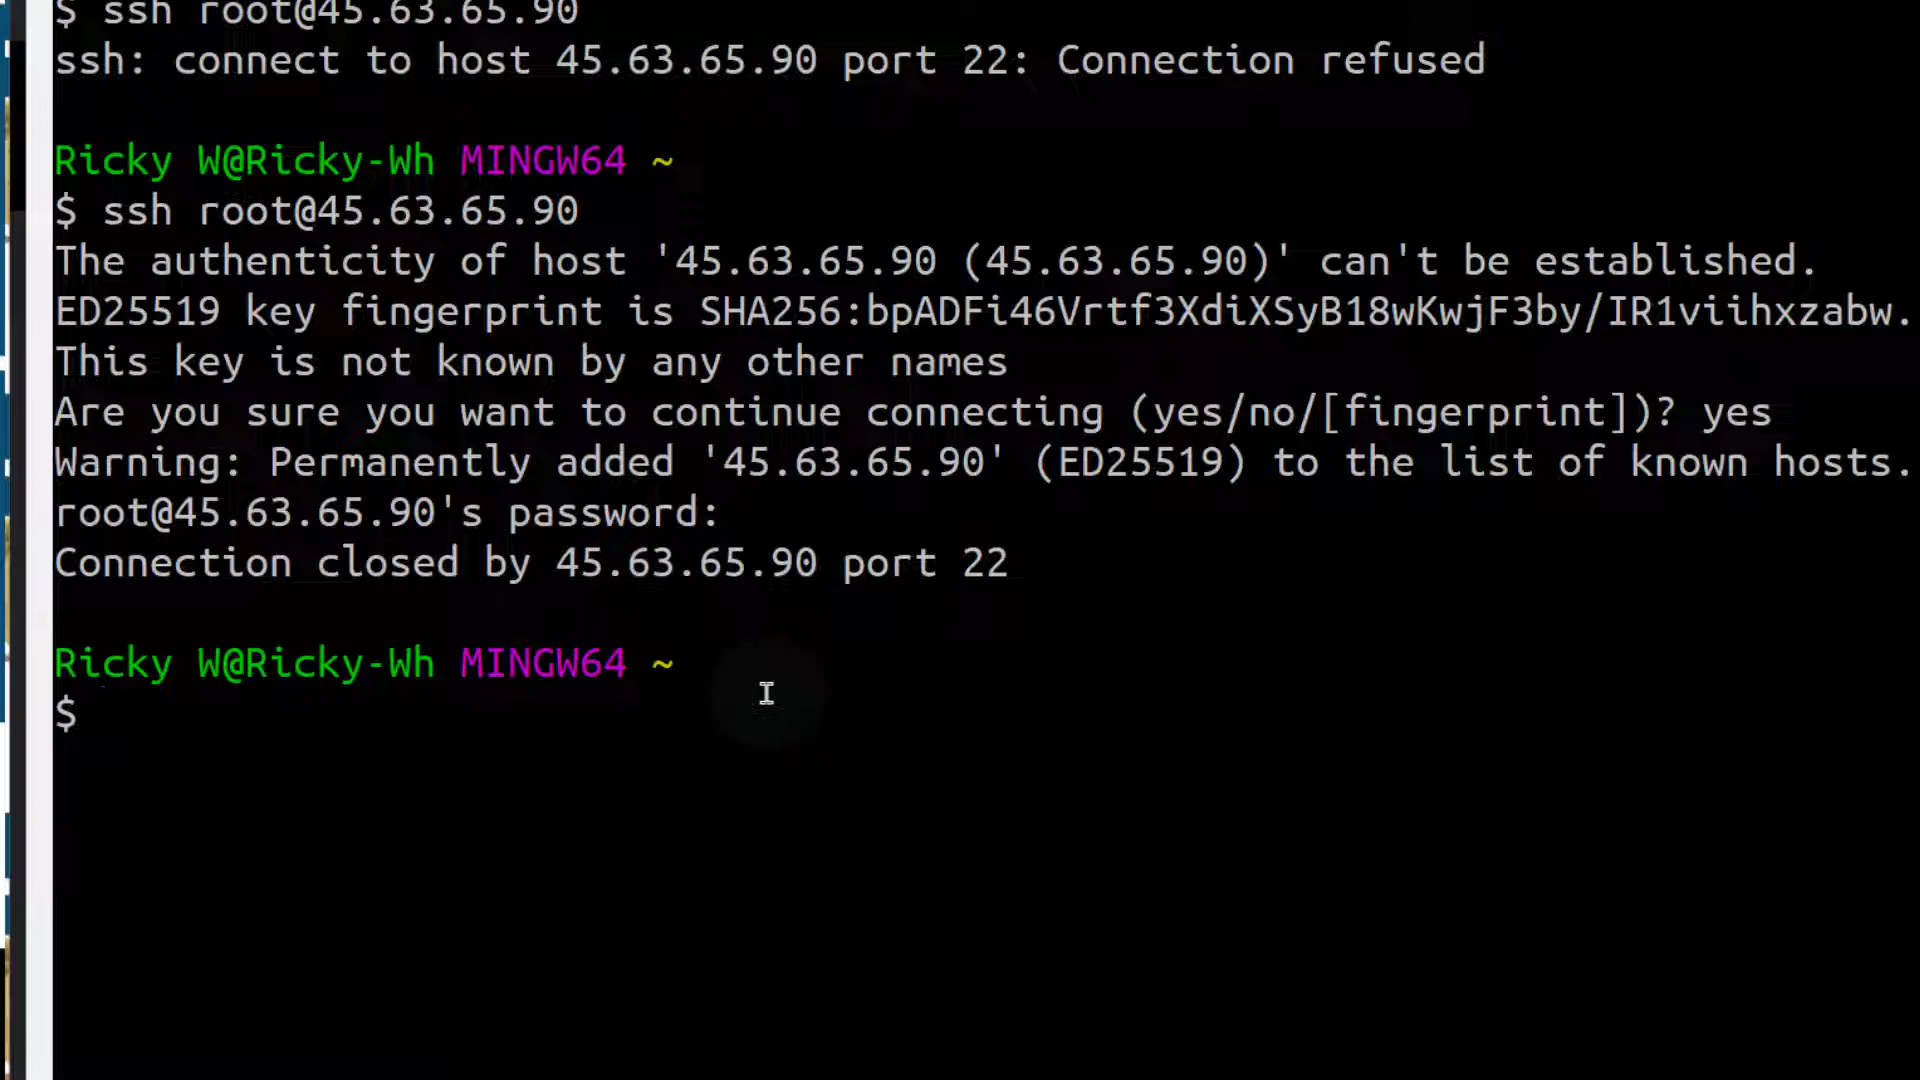 $ ssh root@45.63.65.90
ssh: connect to host 45.63.65.90 port 22: Connection refused
Ricky W@Ricky-Wh MINGW64 ~
$ ssh root@45.63.65.90
The authenticity of host '45.63.65.90 (45.63.65.90)' can't be established.
ED25519 key fingerprint is SHA256:bpADFi46Vrtf3XdiXSyB18wKwjF3by/IR1viihxzabw.
This key is not known by any other names
Are you sure you want to continue connecting (yes/no/[fingerprint])? yes
Warning: Permanently added '45.63.65.90' (ED25519) to the list of known hosts.
root@45.63.65.90's password:
Connection closed by 45.63.65.90 port 22
Ricky W@Ricky-Wh MINGW64 ~
$